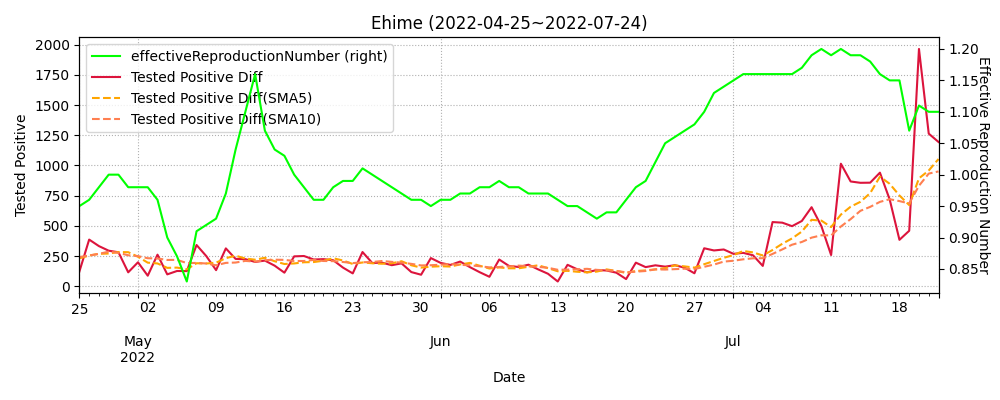 Ehime (2022-04-25~2022-07-24)
effectiveReproductionNumber (right)
Tested Positive Diff
Tested Positive Diff(SMA5)
Tested Positive Diff(SMA10)
Tested Positive
2000
1750
1500
1250
1000
750
500
250
0
Effective Reproduction Number
1.20
1.15
1.10
1.05
1.00
0.95
0.90
0.85
25 02 09 16 23 30 06 13 20 27 04 11 18
May Jun Jul
2022
Date